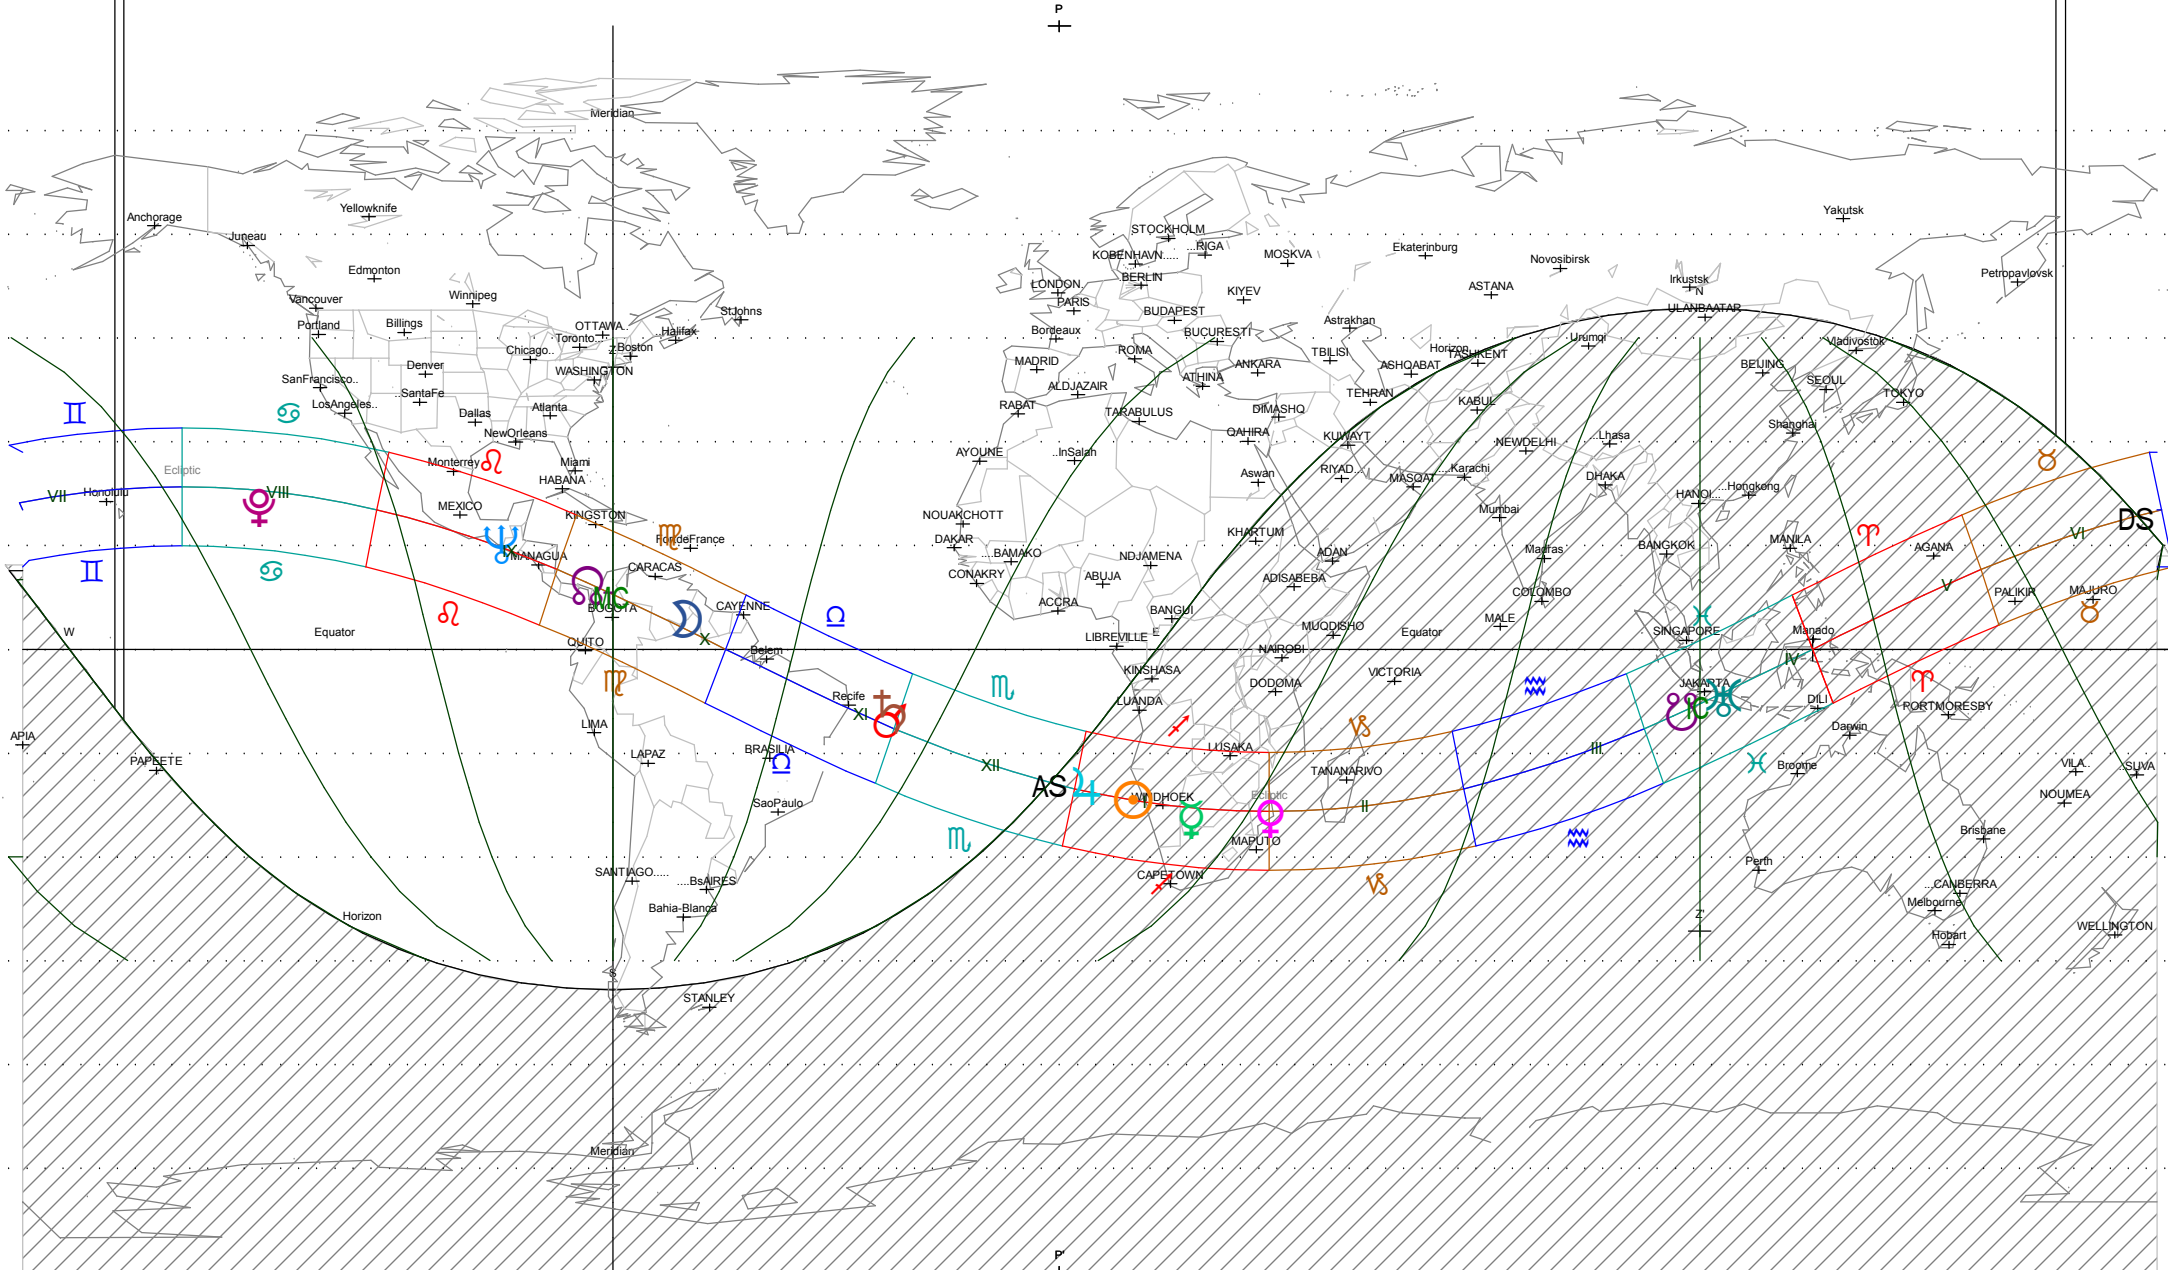 P
Meridian
Anchorage
Yellowknife
Juneau
Edmonton
Vancouver
Winnipeg
Portland
Billings
OTTAWA..
Toronto..
..Halifax
StJohns
Chicago..
Z
Boston
Denver
WASHINGTON
SanFrancisco..
..SantaFe
LosAngeles..
Dallas
Atlanta
NewOrleans
Monterrey
Miami
HABANA
MEXICO
KINGSTON
FortdeFrance
MANAGUA
CARACAS
CAYENNE
BOGOTA
QUITO
Belem
Recife
LIMA
LAPAZ
BRASILIA
SaoPaulo
SANTIAGO.....
....BsAIRES
Bahia-Blanca
S
STANLEY
Honolulu
Ecliptic
VII
VIII
IX
MC
X
XI
XII
AS
I
II
III
IV
V
VI
DS
IC
W
Equator
APIA
PAPEETE
Horizon
STOCKHOLM
KOBENHAVN.....
...RIGA
MOSKVA
Ekaterinburg
Novosibirsk
Yakutsk
Petropavlovsk
LONDON.
BERLIN
PARIS
KIYEV
ASTANA
Irkustsk
N
ULANBAATAR
BUDAPEST
Bordeaux
BUCURESTI
Astrakhan
MADRID
ROMA
ANKARA
TBILISI
Horizon
TASHKENT
ASHQABAT
Urumqi
Vladivostok
BEIJING
SEOUL
TOKYO
ALDJAZAIR
ATHINA
TEHRAN
KABUL
RABAT
TARABULUS
DIMASHQ
QAHIRA
KUWAYT
NEWDELHI
..Lhasa
Shanghai
AYOUNE
..InSalah
Aswan
RIYAD...
MASQAT
....Karachi
DHAKA
HANOI...
...Hongkong
NOUAKCHOTT
KHARTUM
Mumbai
DAKAR
...BAMAKO
NDJAMENA
ADAN
Madras
BANGKOK
MANILA
AGANA
CONAKRY
ABUJA
ADISABEBA
COLOMBO
PALIKIR
MAJURO
ACCRA
BANGUI
MALE
LIBREVILLE
E
MUQDISHO
Equator
SINGAPORE
Manado
NAIROBI
KINSHASA
DODOMA
VICTORIA
JAKARTA
LUANDA
DILI
PORTMORESBY
LUSAKA
Darwin
TANANARIVO
Broome
VILA..
..SUVA
WINDHOEK
Ecliptic
NOUMEA
MAPUTO
Brisbane
CAPETOWN
Perth
...CANBERRA
Melbourne
Z'
Hobart
WELLINGTON
Meridian
P'